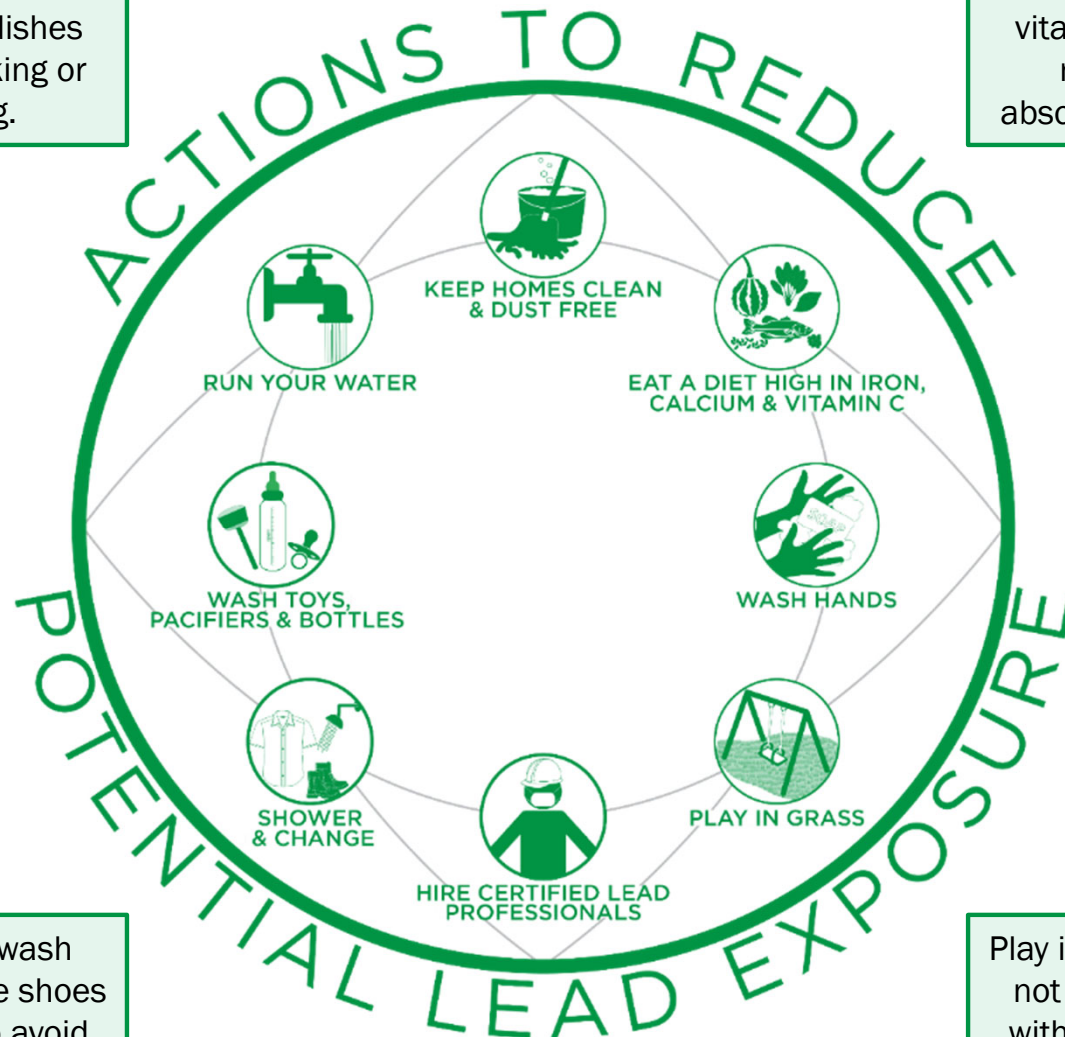 king or
vita
ACTIONS TO REDUCE
KEEP HOMES CLEAN
& DUST FREE
RUN YOUR WATER
EAT A DIET HIGH IN IRON,
CALCIUM & VITAMIN C
SOAP
WASH TOYS,
PACIFIERS & BOTTLES
WASH HANDS
SHOWER
& CHANGE
PLAY IN GRASS
HIRE CERTIFIED LEAD
PROFESSIONALS
POTENTIAL LEAD EXPOSURE
wash
e shoes
avoid
Play i
not
with